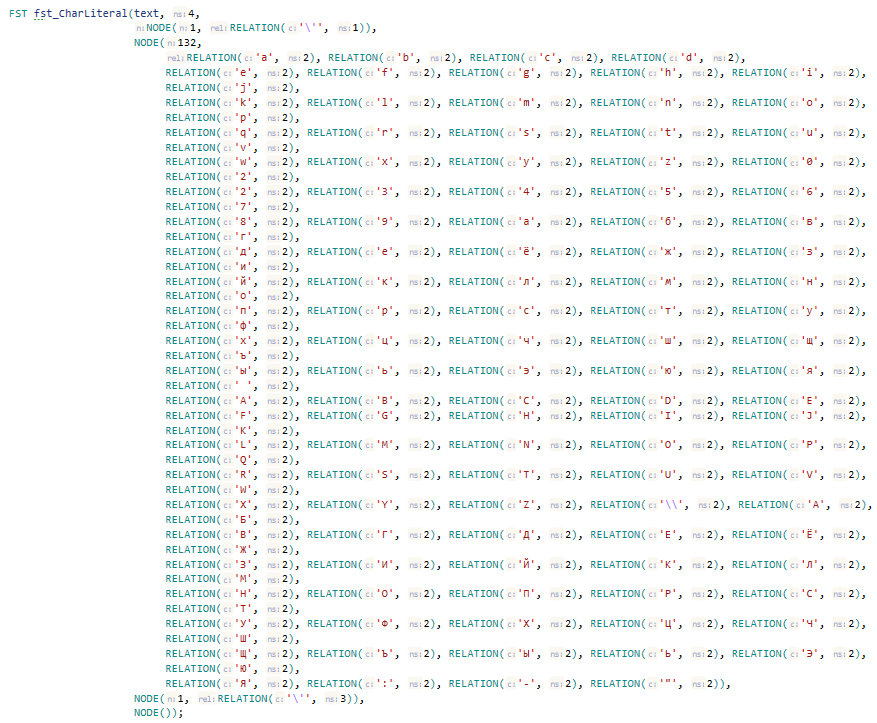 FST fst_CharLiteral(text, ns: 4,
n: NODE(n: 1, rel: RELATION(c: '\'', ns: 1)),
NODE(n: 132,
rel: RELATION(c: 'a', ns: 2), RELATION(c: 'b', ns: 2), RELATION(c: 'c', ns: 2), RELATION(c: 'd', ns: 2),
RELATION(c: 'e', ns: 2), RELATION(c: 'f', ns: 2), RELATION(c: 'g', ns: 2), RELATION(c: 'h', ns: 2), RELATION(c: 'i', ns: 2),
RELATION(c: 'j', ns: 2),
RELATION(c: 'k', ns: 2), RELATION(c: 'l', ns: 2), RELATION(c: 'm', ns: 2), RELATION(c: 'n', ns: 2), RELATION(c: 'o', ns: 2),
RELATION(c: 'p', ns: 2),
RELATION(c: 'q', ns: 2), RELATION(c: 'r', ns: 2), RELATION(c: 's', ns: 2), RELATION(c: 't', ns: 2), RELATION(c: 'u', ns: 2),
RELATION(c: 'v', ns: 2),
RELATION(c: 'w', ns: 2), RELATION(c: 'x', ns: 2), RELATION(c: 'y', ns: 2), RELATION(c: 'z', ns: 2), RELATION(c: '0', ns: 2),
RELATION(c: '2', ns: 2),
RELATION(c: '2', ns: 2), RELATION(c: '3', ns: 2), RELATION(c: '4', ns: 2), RELATION(c: '5', ns: 2), RELATION(c: '6', ns: 2),
RELATION(c: '7', ns: 2),
RELATION(c: '8', ns: 2), RELATION(c: '9', ns: 2), RELATION(c: 'а', ns: 2), RELATION(c: 'б', ns: 2), RELATION(c: 'в', ns: 2),
RELATION(c: 'г', ns: 2),
RELATION(c: 'д', ns: 2), RELATION(c: 'е', ns: 2), RELATION(c: 'ё', ns: 2), RELATION(c: 'ж', ns: 2), RELATION(c: 'з', ns: 2),
RELATION(c: 'и', ns: 2),
RELATION(c: 'й', ns: 2), RELATION(c: 'к', ns: 2), RELATION(c: 'л', ns: 2), RELATION(c: 'м', ns: 2), RELATION(c: 'н', ns: 2),
RELATION(c: 'о', ns: 2),
RELATION(c: 'п', ns: 2), RELATION(c: 'р', ns: 2), RELATION(c: 'с', ns: 2), RELATION(c: 'т', ns: 2), RELATION(c: 'у', ns: 2),
RELATION(c: 'ф', ns: 2),
RELATION(c: 'х', ns: 2), RELATION(c: 'ц', ns: 2), RELATION(c: 'ч', ns: 2), RELATION(c: 'ш', ns: 2), RELATION(c: 'щ', ns: 2),
RELATION(c: 'ъ', ns: 2),
RELATION(c: 'ы', ns: 2), RELATION(c: 'ь', ns: 2), RELATION(c: 'э', ns: 2), RELATION(c: 'ю', ns: 2), RELATION(c: 'я', ns: 2),
RELATION(c: ' ', ns: 2),
RELATION(c: 'A', ns: 2), RELATION(c: 'B', ns: 2), RELATION(c: 'C', ns: 2), RELATION(c: 'D', ns: 2), RELATION(c: 'E', ns: 2),
RELATION(c: 'F', ns: 2), RELATION(c: 'G', ns: 2), RELATION(c: 'H', ns: 2), RELATION(c: 'I', ns: 2), RELATION(c: 'J', ns: 2),
RELATION(c: 'K', ns: 2),
RELATION(c: 'L', ns: 2), RELATION(c: 'M', ns: 2), RELATION(c: 'N', ns: 2), RELATION(c: 'O', ns: 2), RELATION(c: 'P', ns: 2),
RELATION(c: 'Q', ns: 2),
RELATION(c: 'R', ns: 2), RELATION(c: 'S', ns: 2), RELATION(c: 'T', ns: 2), RELATION(c: 'U', ns: 2), RELATION(c: 'V', ns: 2),
RELATION(c: 'W', ns: 2),
RELATION(c: 'X', ns: 2), RELATION(c: 'Y', ns: 2), RELATION(c: 'Z', ns: 2), RELATION(c: '\\', ns: 2), RELATION(c: 'А', ns: 2),
RELATION(c: 'Б', ns: 2),
RELATION(c: 'В', ns: 2), RELATION(c: 'Г', ns: 2), RELATION(c: 'Д', ns: 2), RELATION(c: 'Е', ns: 2), RELATION(c: 'Ё', ns: 2),
RELATION(c: 'Ж', ns: 2),
RELATION(c: 'З', ns: 2), RELATION(c: 'И', ns: 2), RELATION(c: 'Й', ns: 2), RELATION(c: 'К', ns: 2), RELATION(c: 'Л', ns: 2),
RELATION(c: 'М', ns: 2),
RELATION(c: 'Н', ns: 2), RELATION(c: 'О', ns: 2), RELATION(c: 'П', ns: 2), RELATION(c: 'Р', ns: 2), RELATION(c: 'С', ns: 2),
RELATION(c: 'Т', ns: 2),
RELATION(c: 'У', ns: 2), RELATION(c: 'Ф', ns: 2), RELATION(c: 'Х', ns: 2), RELATION(c: 'Ц', ns: 2), RELATION(c: 'Ч', ns: 2),
RELATION(c: 'Ш', ns: 2),
RELATION(c: 'Щ', ns: 2), RELATION(c: 'Ъ', ns: 2), RELATION(c: 'Ы', ns: 2), RELATION(c: 'Ь', ns: 2), RELATION(c: 'Э', ns: 2),
RELATION(c: 'Ю', ns: 2),
RELATION(c: 'Я', ns: 2), RELATION(c: ':', ns: 2), RELATION(c: '-', ns: 2), RELATION(c: '"', ns: 2)),
NODE(n: 1, rel: RELATION(c: '\'', ns: 3)),
NODE());